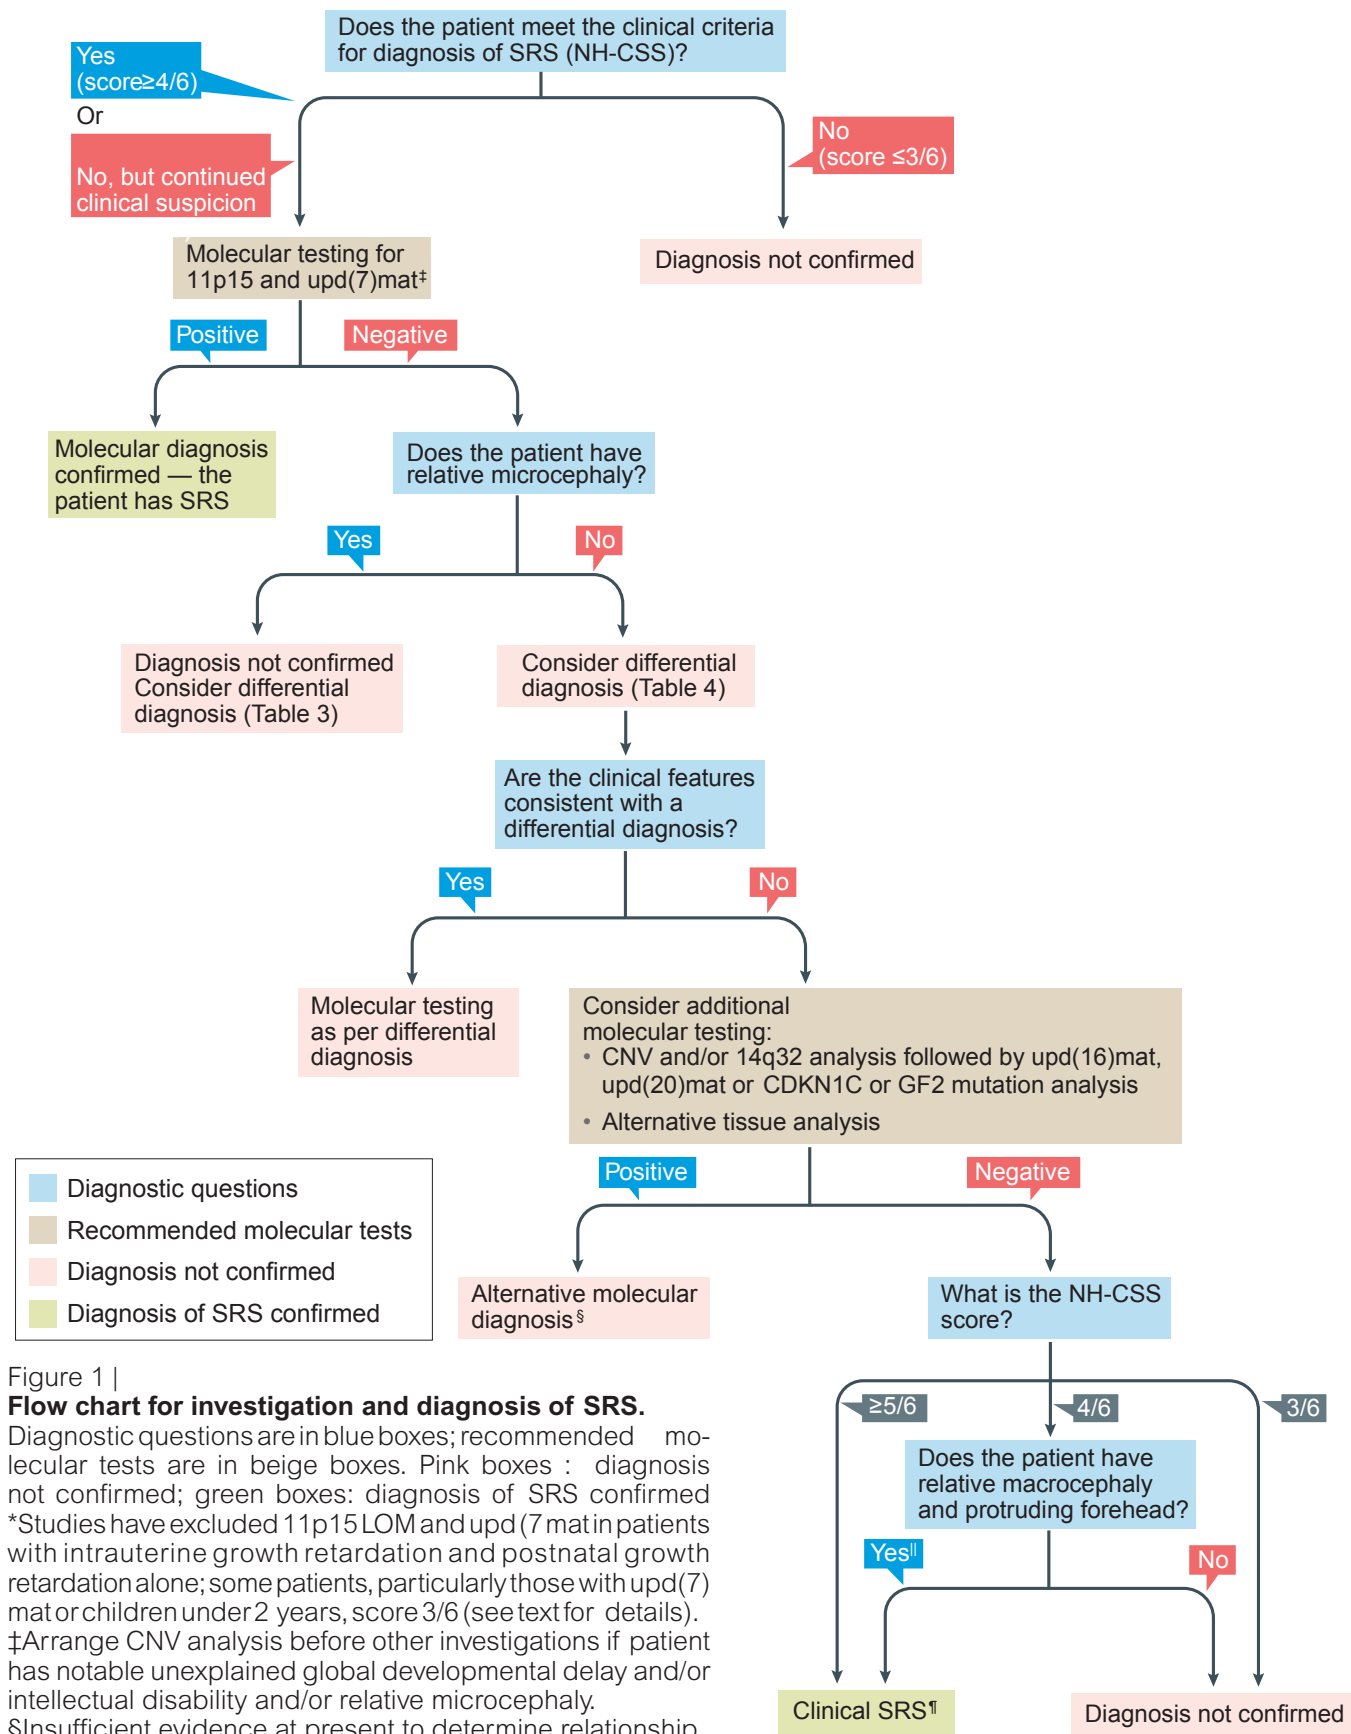 Does the patient meet the clinical criteria
for diagnosis of SRS (NH-CSS)?
Yes
(score≥4/6)
Or
No, but continued
clinical suspicion
No
(score ≤3/6)
Molecular testing for
11p15 and upd(7)mat‡
Diagnosis not confirmed
Positive
Negative
Molecular diagnosis
confirmed — the
patient has SRS
Does the patient have
relative microcephaly?
Yes
No
Diagnosis not confirmed
Consider differential
diagnosis (Table 3)
Consider differential
diagnosis (Table 4)
Are the clinical features
consistent with a
differential diagnosis?
Yes
No
Molecular testing
as per differential
diagnosis
Consider additional
molecular testing:
• CNV and/or 14q32 analysis followed by upd(16)mat,
upd(20)mat or CDKN1C or GF2 mutation analysis
• Alternative tissue analysis
Positive
Negative
Diagnostic questions
Recommended molecular tests
Diagnosis not confirmed
Diagnosis of SRS confirmed
Alternative molecular
diagnosis§
What is the NH-CSS
score?
≥5/6
4/6
3/6
Does the patient have
relative macrocephaly
and protruding forehead?
Yes||
No
Clinical SRS¶
Diagnosis not confirmed
Figure 1 |
Flow chart for investigation and diagnosis of SRS.
Diagnostic questions are in blue boxes; recommended mo-
lecular tests are in beige boxes. Pink boxes : diagnosis
not confirmed; green boxes: diagnosis of SRS confirmed
*Studies have excluded 11p15 LOM and upd (7 mat in patients
with intrauterine growth retardation and postnatal growth
retardation alone; some patients, particularly those with upd(7)
mat or children under 2 years, score 3/6 (see text for details).
‡Arrange CNV analysis before other investigations if patient
has notable unexplained global developmental delay and/or
intellectual disability and/or relative microcephaly.
§Insufficient evidence at present to determine relationship